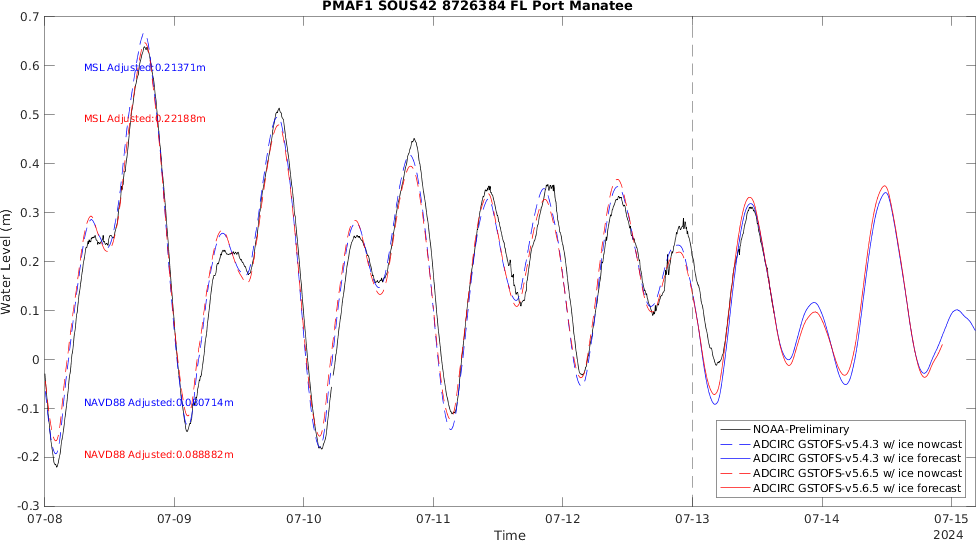 PMAF1 SOUS42 8726384 FL Port Manatee
0.7
0.6
0.5
0.4
0.3
0.2
0.1
0
-0.1
-0.2
-0.3
Water Level (m)
MSL Adjusted:0.21371m
MSL Adjusted:0.22188m
NAVD88 Adjusted:0.080714m
NAVD88 Adjusted:0.088882m
NOAA-Preliminary
ADCIRC GSTOFS-v5.4.3 w/ ice nowcast
ADCIRC GSTOFS-v5.4.3 w/ ice forecast
ADCIRC GSTOFS-v5.6.5 w/ ice nowcast
ADCIRC GSTOFS-v5.6.5 w/ ice forecast
07-08 07-09 07-10 07-11 07-12 07-13 07-14 07-15
Time
2024